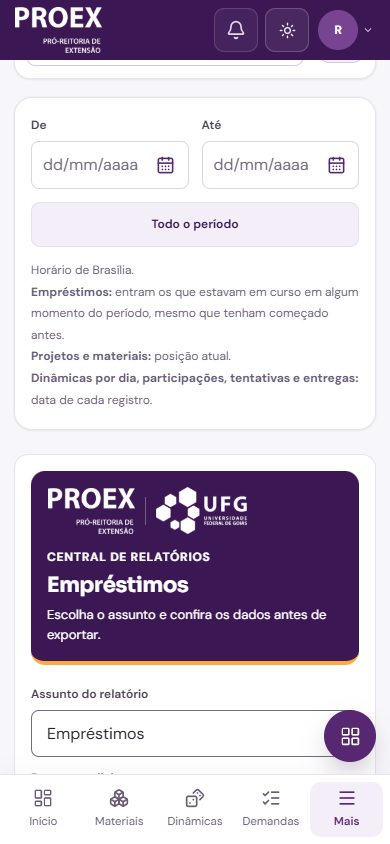 PROEX
PRÓ-REITORIA DE
EXTENSÃO
R
De
Até
dd/mm/aaaa
dd/mm/aaaa
Todo o período
Horário de Brasília.
Empréstimos: entram os que estavam em curso em algum
momento do período, mesmo que tenham começado
antes.
Projetos e materiais: posição atual.
Dinâmicas por dia, participações, tentativas e entregas:
data de cada registro.
PROEX
PRÓ-REITORIA DE
EXTENSÃO
UFG
UNIVERSIDADE
FEDERAL DE GOIÁS
CENTRAL DE RELATÓRIOS
Empréstimos
Escolha o assunto e confira os dados antes de
exportar.
Assunto do relatório
Empréstimos
Início
Materiais
Dinâmicas
Demandas
Mais